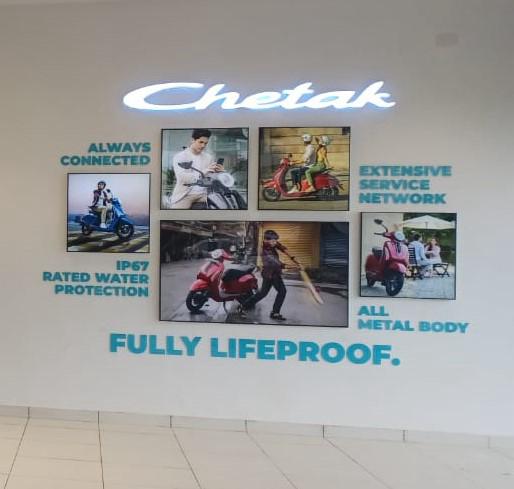 Chetak
ALWAYS
CONNECTED
EXTENSIVE
SERVICE
NETWORK
IP67
RATED WATER
PROTECTION
ALL
METAL BODY
FULLY LIFEPROOF.